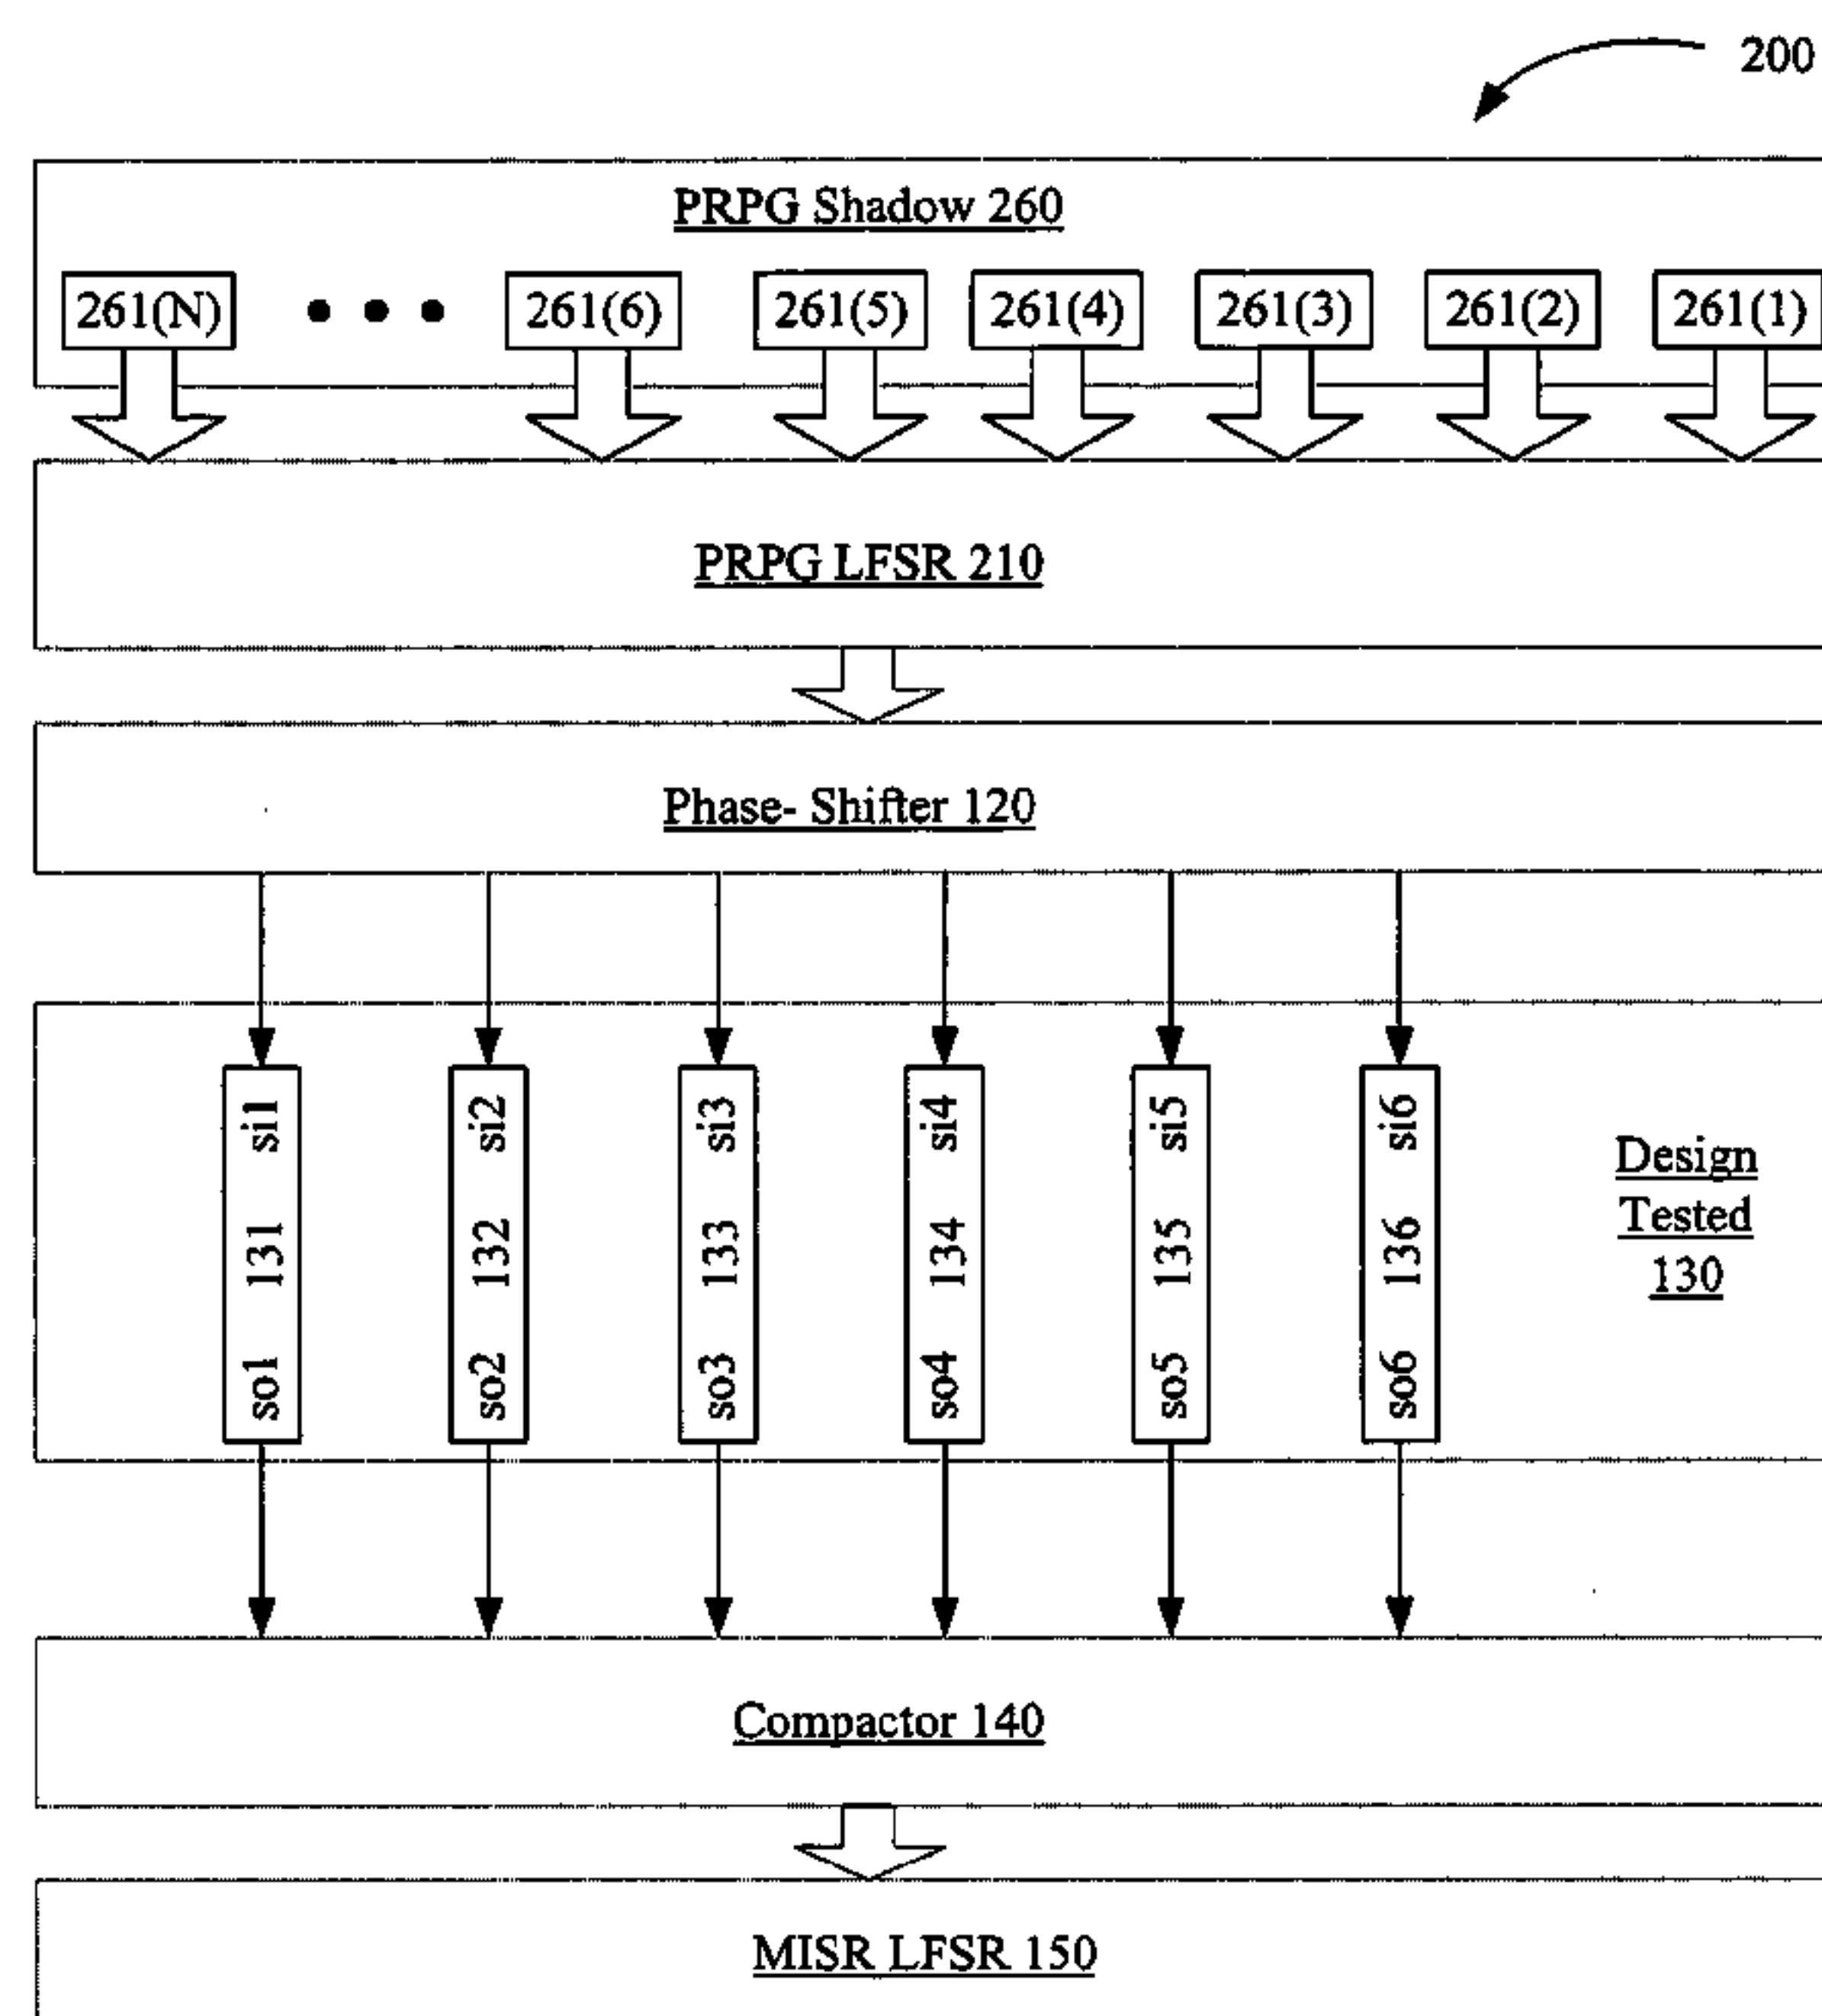 200
PRPG Shadow 260
261(N) • • • 261(6) 261(5) 261(4) 261(3) 261(2) 261(1)
PRPG LFSR 210
Phase- Shifter 120
so1 131 si1
so2 132 si2
so3 133 si3
so4 134 si4
so5 135 si5
so6 136 si6
Design
Tested
130
Compactor 140
MISR LFSR 150